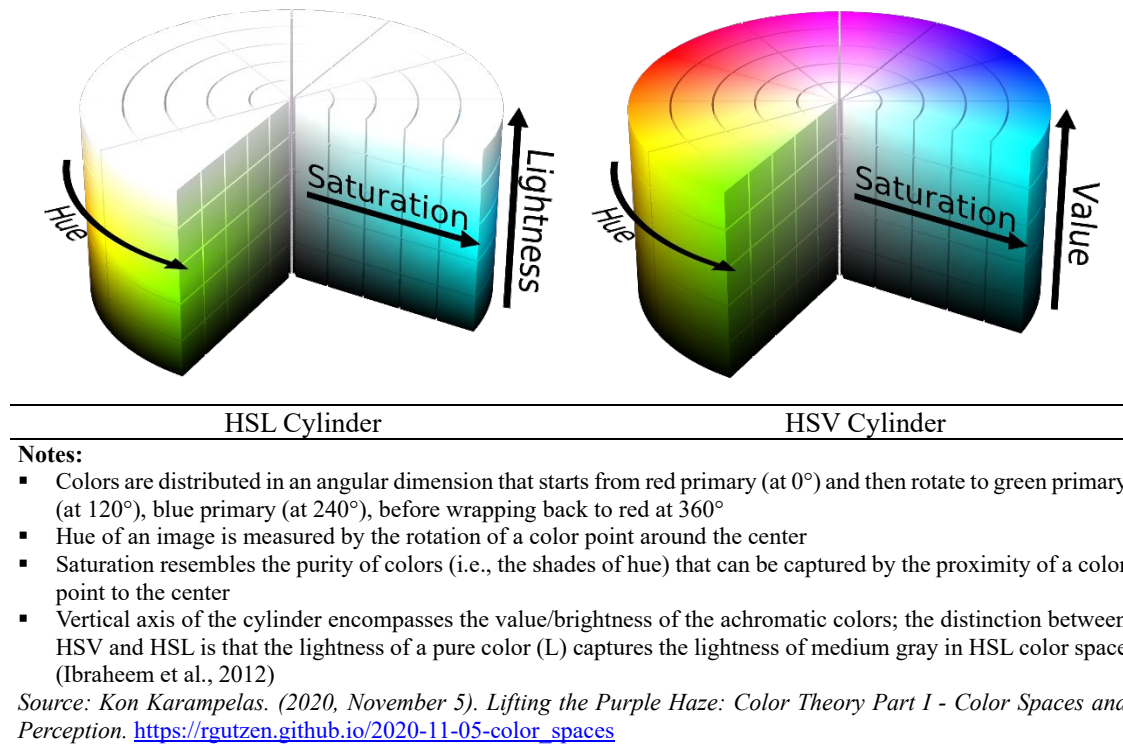 Hue
Saturation
Lightness
Hue
Saturation
Value
HSL Cylinder HSV Cylinder
Notes:
▪ Colors are distributed in an angular dimension that starts from red primary (at 0°) and then rotate to green primary
(at 120°), blue primary (at 240°), before wrapping back to red at 360°
▪ Hue of an image is measured by the rotation of a color point around the center
▪ Saturation resembles the purity of colors (i.e., the shades of hue) that can be captured by the proximity of a color
point to the center
▪ Vertical axis of the cylinder encompasses the value/brightness of the achromatic colors; the distinction between
HSV and HSL is that the lightness of a pure color (L) captures the lightness of medium gray in HSL color space
(Ibraheem et al., 2012)
Source: Kon Karampelas. (2020, November 5). Lifting the Purple Haze: Color Theory Part I - Color Spaces and
Perception. https://rgutzen.github.io/2020-11-05-color_spaces